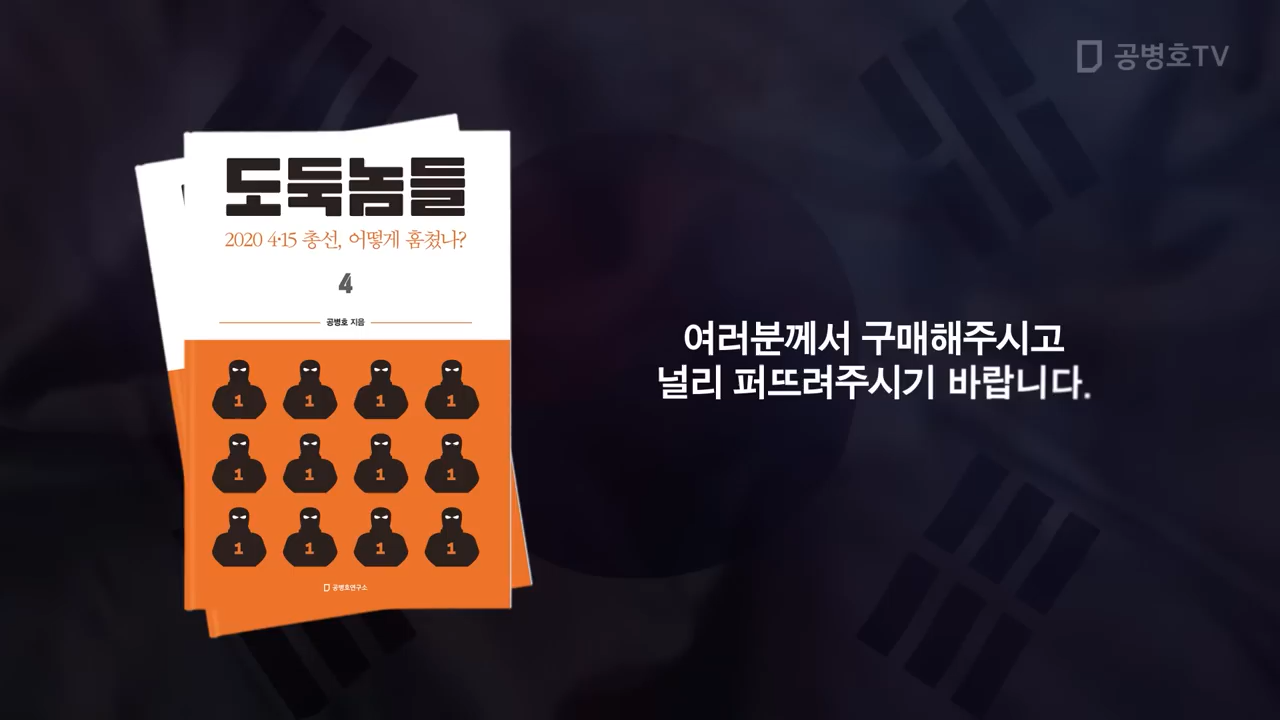 공병호TV
도둑놈들
2020 4·15 총선, 어떻게 훔쳤나?
4
공병호 지음
1 1 1 1
1 1 1 1
1 1 1 1
공병호연구소
여러분께서 구매해주시고
널리 퍼뜨려주시기 바랍니다.